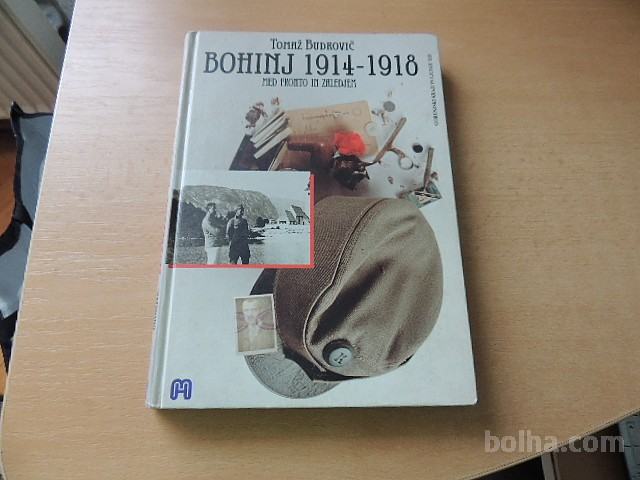 Tomaž Budkovič
BOHINJ 1914-1918
MED FRONTO IN ZALEDJEM
bolha.com